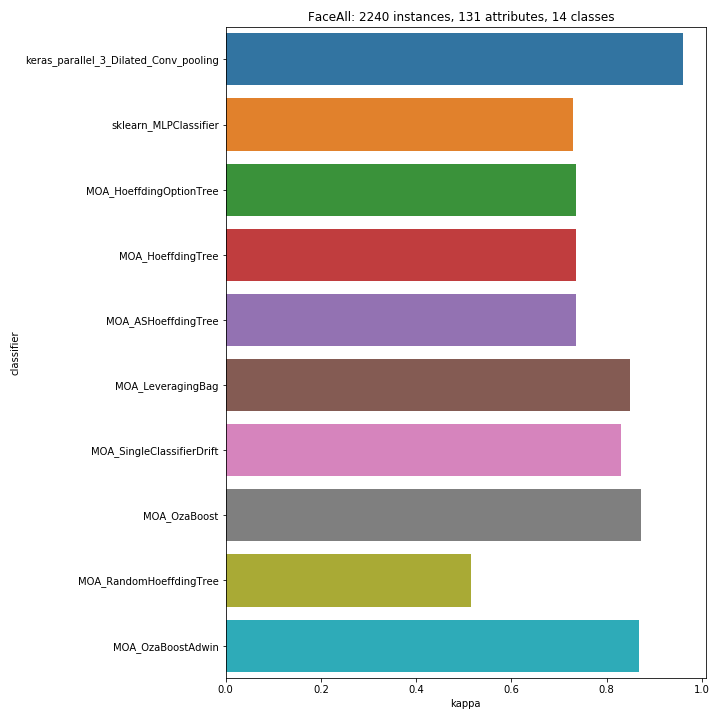 FaceAll: 2240 instances, 131 attributes, 14 classes
keras_parallel_3_Dilated_Conv_pooling
sklearn_MLPClassifier
MOA_HoeffdingOptionTree
MOA_HoeffdingTree
MOA_ASHoeffdingTree
MOA_LeveragingBag
MOA_SingleClassifierDrift
MOA_OzaBoost
MOA_RandomHoeffdingTree
MOA_OzaBoostAdwin
classifier
0.0 0.2 0.4 0.6 0.8 1.0
kappa